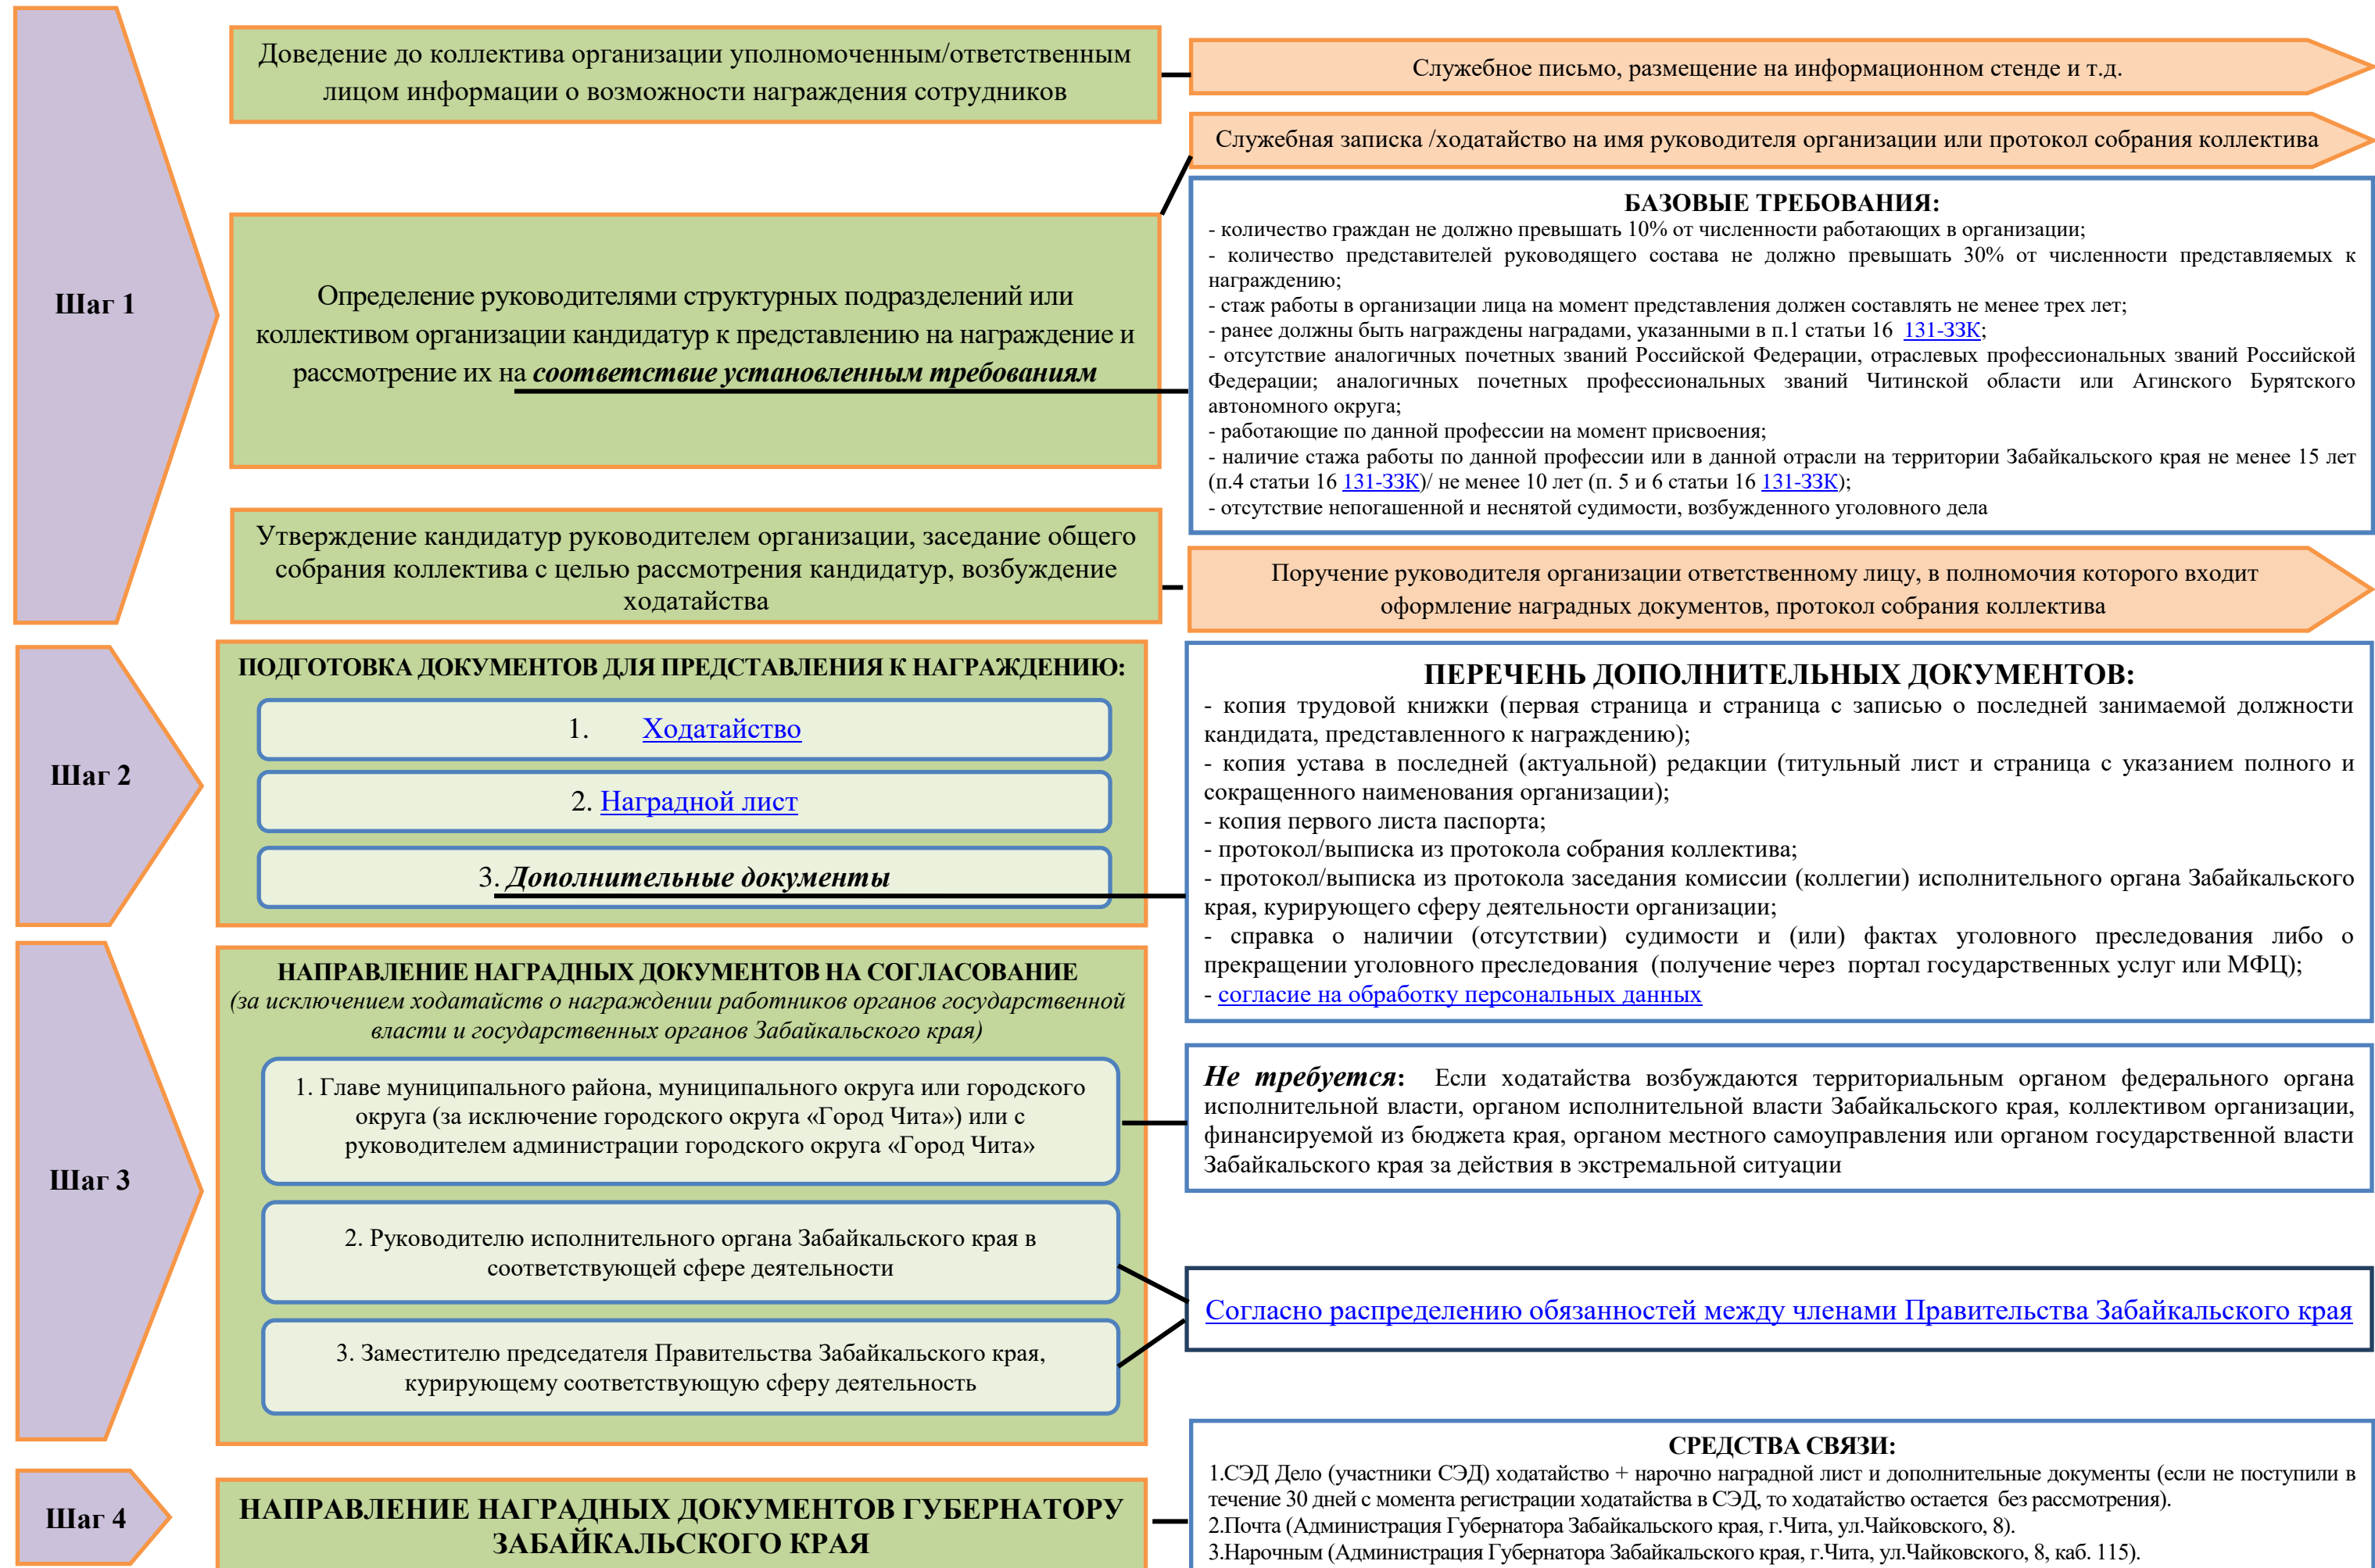 Шаг 1
Доведение до коллектива организации уполномоченным/ответственным
лицом информации о возможности награждения сотрудников
Служебное письмо, размещение на информационном стенде и т.д.
Служебная записка /ходатайство на имя руководителя организации или протокол собрания коллектива
Определение руководителями структурных подразделений или
коллективом организации кандидатур к представлению на награждение и
рассмотрение их на соответствие установленным требованиям
БАЗОВЫЕ ТРЕБОВАНИЯ:
- количество граждан не должно превышать 10% от численности работающих в организации;
- количество представителей руководящего состава не должно превышать 30% от численности представляемых к
награждению;
- стаж работы в организации лица на момент представления должен составлять не менее трех лет;
- ранее должны быть награждены наградами, указанными в п.1 статьи 16 131-ЗЗК;
- отсутствие аналогичных почетных званий Российской Федерации, отраслевых профессиональных званий Российской
Федерации; аналогичных почетных профессиональных званий Читинской области или Агинского Бурятского
автономного округа;
- работающие по данной профессии на момент присвоения;
- наличие стажа работы по данной профессии или в данной отрасли на территории Забайкальского края не менее 15 лет
(п.4 статьи 16 131-ЗЗК)/ не менее 10 лет (п. 5 и 6 статьи 16 131-ЗЗК);
- отсутствие непогашенной и неснятой судимости, возбужденного уголовного дела
Утверждение кандидатур руководителем организации, заседание общего
собрания коллектива с целью рассмотрения кандидатур, возбуждение
ходатайства
Поручение руководителя организации ответственному лицу, в полномочия которого входит
оформление наградных документов, протокол собрания коллектива
Шаг 2
ПОДГОТОВКА ДОКУМЕНТОВ ДЛЯ ПРЕДСТАВЛЕНИЯ К НАГРАЖДЕНИЮ:
1. Ходатайство
2. Наградной лист
3. Дополнительные документы
ПЕРЕЧЕНЬ ДОПОЛНИТЕЛЬНЫХ ДОКУМЕНТОВ:
- копия трудовой книжки (первая страница и страница с записью о последней занимаемой должности
кандидата, представленного к награждению);
- копия устава в последней (актуальной) редакции (титульный лист и страница с указанием полного и
сокращенного наименования организации);
- копия первого листа паспорта;
- протокол/выписка из протокола собрания коллектива;
- протокол/выписка из протокола заседания комиссии (коллегии) исполнительного органа Забайкальского
края, курирующего сферу деятельности организации;
- справка о наличии (отсутствии) судимости и (или) фактах уголовного преследования либо о
прекращении уголовного преследования (получение через портал государственных услуг или МФЦ);
- согласие на обработку персональных данных
Шаг 3
НАПРАВЛЕНИЕ НАГРАДНЫХ ДОКУМЕНТОВ НА СОГЛАСОВАНИЕ
(за исключением ходатайств о награждении работников органов государственной
власти и государственных органов Забайкальского края)
1. Главе муниципального района, муниципального округа или городского
округа (за исключение городского округа «Город Чита») или с
руководителем администрации городского округа «Город Чита»
Не требуется: Если ходатайства возбуждаются территориальным органом федерального органа
исполнительной власти, органом исполнительной власти Забайкальского края, коллективом организации,
финансируемой из бюджета края, органом местного самоуправления или органом государственной власти
Забайкальского края за действия в экстремальной ситуации
2. Руководителю исполнительного органа Забайкальского края в
соответствующей сфере деятельности
3. Заместителю председателя Правительства Забайкальского края,
курирующему соответствующую сферу деятельность
Согласно распределению обязанностей между членами Правительства Забайкальского края
Шаг 4
НАПРАВЛЕНИЕ НАГРАДНЫХ ДОКУМЕНТОВ ГУБЕРНАТОРУ
ЗАБАЙКАЛЬСКОГО КРАЯ
СРЕДСТВА СВЯЗИ:
1.СЭД Дело (участники СЭД) ходатайство + нарочно наградной лист и дополнительные документы (если не поступили в
течение 30 дней с момента регистрации ходатайства в СЭД, то ходатайство остается без рассмотрения).
2.Почта (Администрация Губернатора Забайкальского края, г.Чита, ул.Чайковского, 8).
3.Нарочным (Администрация Губернатора Забайкальского края, г.Чита, ул.Чайковского, 8, каб. 115).